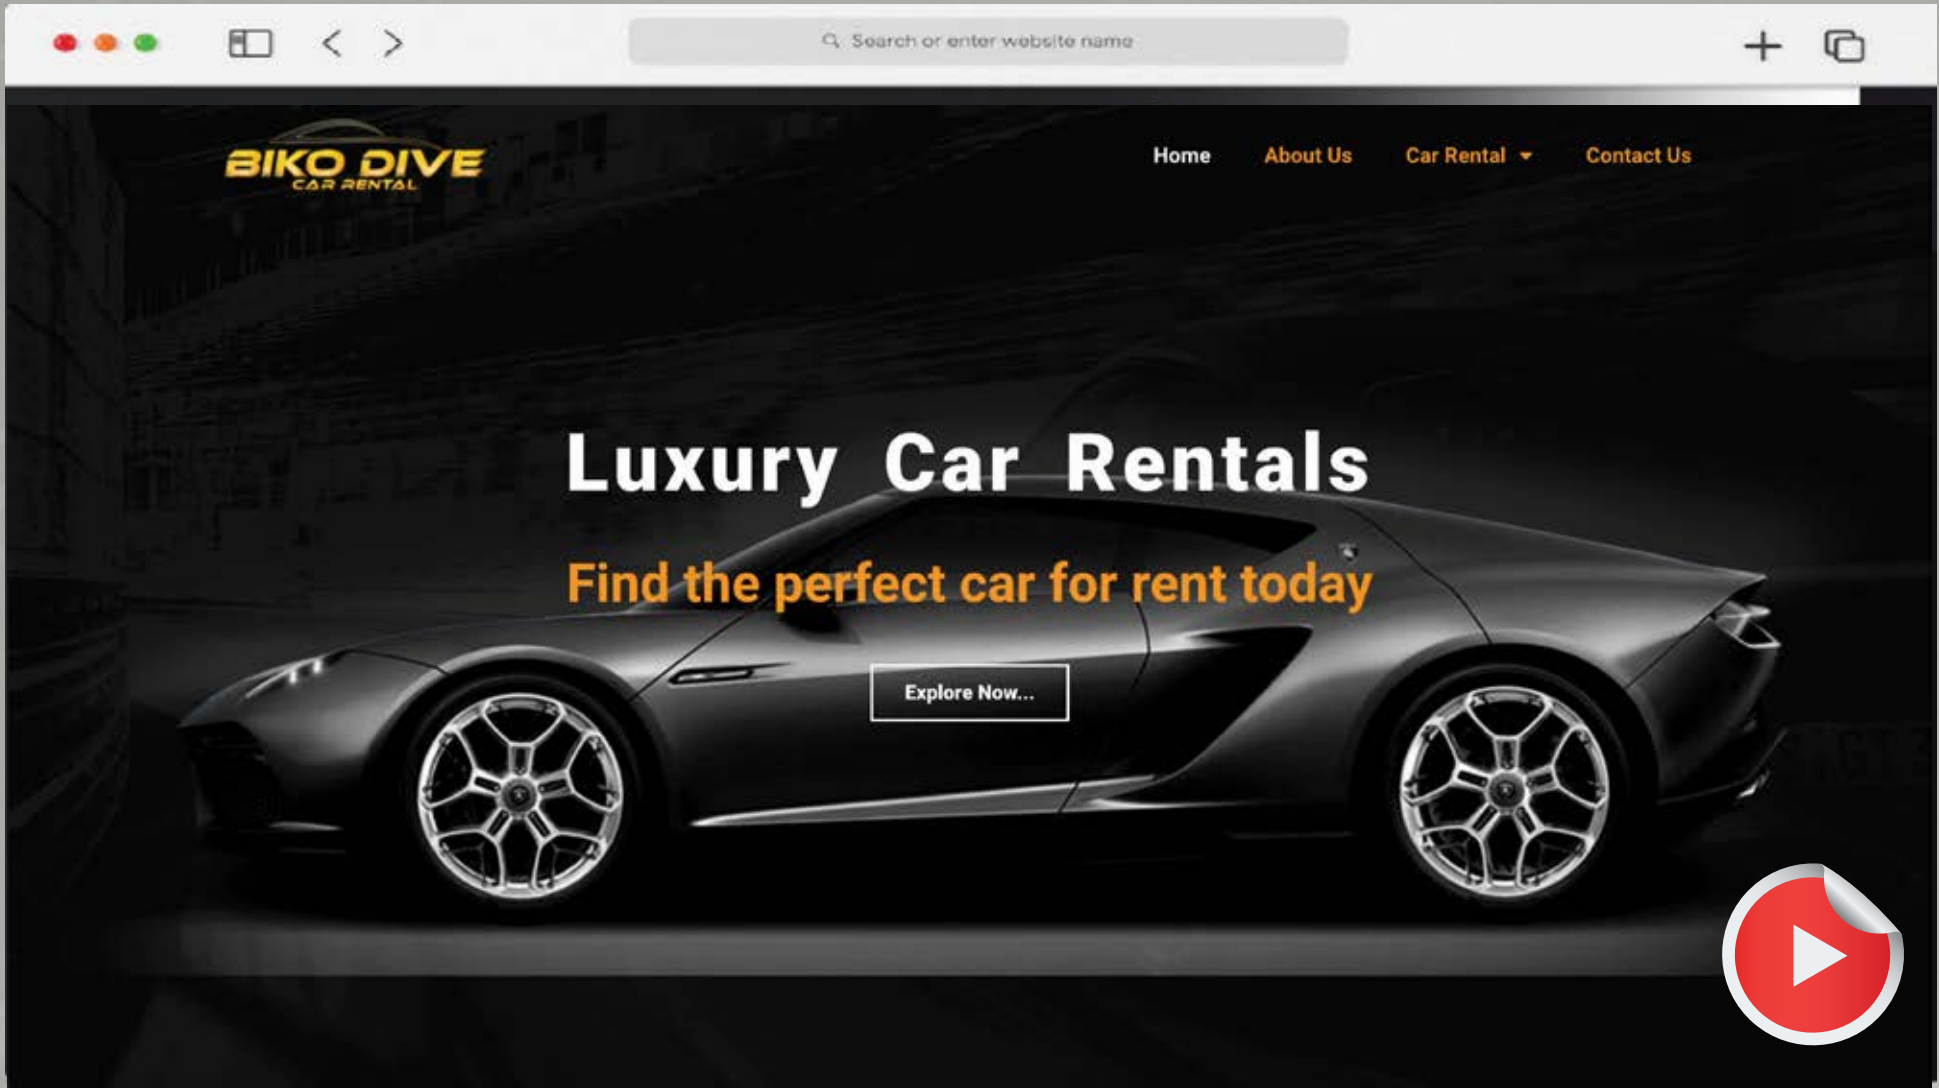 Search or enter website name
BIKO DIVE
CAR RENTAL
Home
About Us
Car Rental
Contact Us
Luxury Car Rentals
Find the perfect car for rent today
Explore Now...